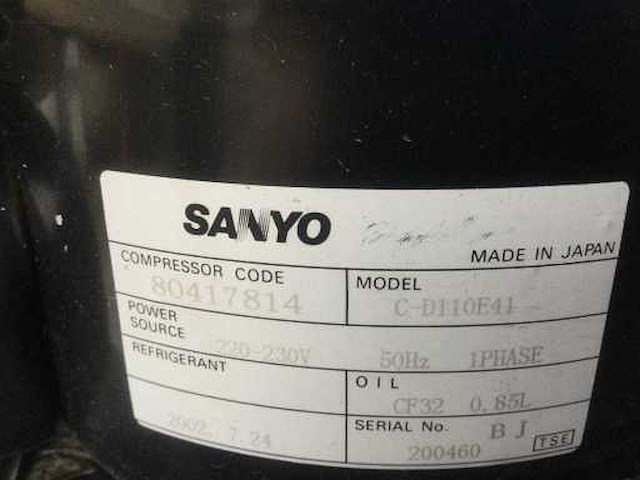 SANYO
MADE IN JAPAN
COMPRESSOR CODE
80417814
MODEL
C-D110E41
POWER
SOURCE
220-230V 50Hz 1PHASE
REFRIGERANT
OIL
CF32 0.85L
2002. 7.24
SERIAL No. BJ
200460
TSE